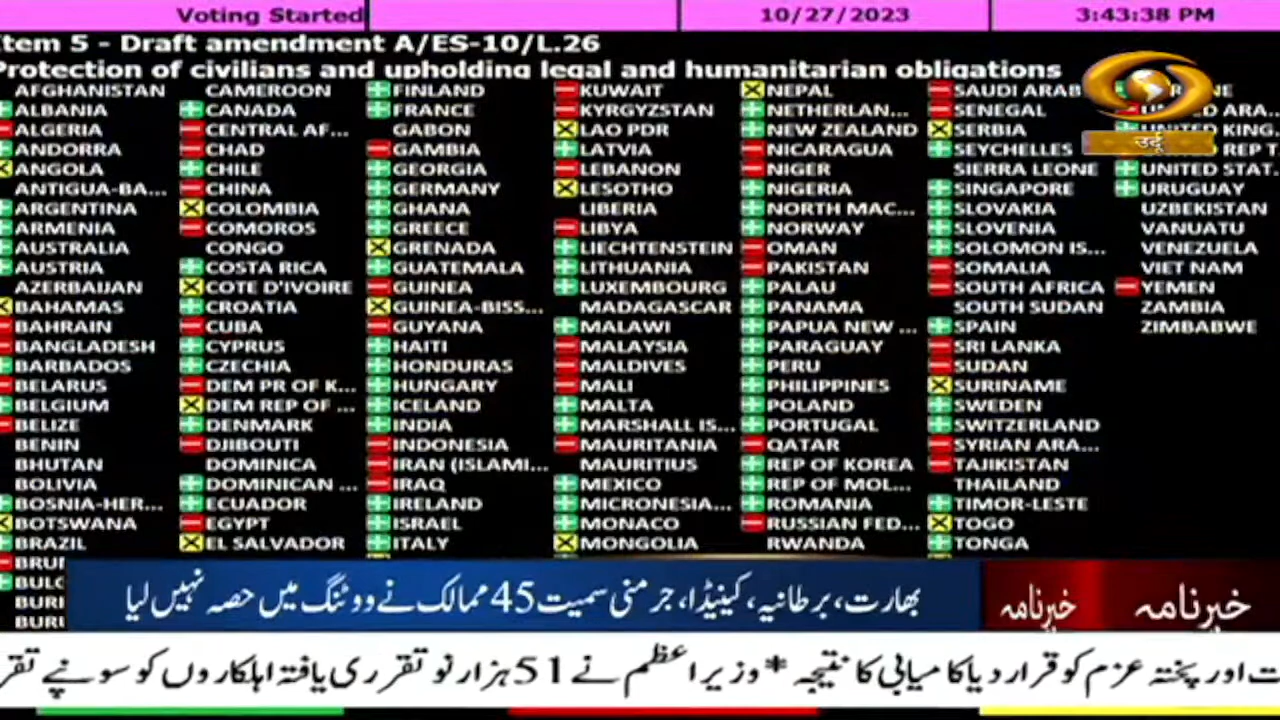 Voting Started 10/27/2023 3:43:38 PM
Item 5 - Draft amendment A/ES-10/L.26
Protection of civilians and upholding legal and humanitarian obligations
AFGHANISTAN CAMEROON FINLAND KUWAIT NEPAL SAUDI ARAB
ALBANIA CANADA FRANCE KYRGYZSTAN NETHERLAN... SENEGAL ARA...
ALGERIA CENTRAL AF... GABON LAO PDR NEW ZEALAND SERBIA UNITED KING...
ANDORRA CHAD GAMBIA LATVIA NICARAGUA SEYCHELLES REP T...
ANGOLA CHILE GEORGIA LEBANON NIGER SIERRA LEONE UNITED STAT...
ANTIGUA-BA... CHINA GERMANY LESOTHO NIGERIA SINGAPORE URUGUAY
ARGENTINA COLOMBIA GHANA LIBERIA NORTH MAC... SLOVAKIA UZBEKISTAN
ARMENIA COMOROS GREECE LIBYA NORWAY SLOVENIA VANUATU
AUSTRALIA CONGO GRENADA LIECHTENSTEIN OMAN SOLOMON IS... VENEZUELA
AUSTRIA COSTA RICA GUATEMALA LITHUANIA PAKISTAN SOMALIA VIET NAM
AZERBAIJAN COTE D'IVOIRE GUINEA LUXEMBOURG PALAU SOUTH AFRICA YEMEN
BAHAMAS CROATIA GUINEA-BISS... MADAGASCAR PANAMA SOUTH SUDAN ZAMBIA
BAHRAIN CUBA GUYANA MALAWI PAPUA NEW ... SPAIN ZIMBABWE
BANGLADESH CYPRUS HAITI MALAYSIA PARAGUAY SRI LANKA
BARBADOS CZECHIA HONDURAS MALDIVES PERU SUDAN
BELARUS DEM PR OF K... HUNGARY MALI PHILIPPINES SURINAME
BELGIUM DEM REP OF ... ICELAND MALTA POLAND SWEDEN
BELIZE DENMARK INDIA MARSHALL IS... PORTUGAL SWITZERLAND
BENIN DJIBOUTI INDONESIA MAURITANIA QATAR SYRIAN ARA...
BHUTAN DOMINICA IRAN (ISLAMI... MAURITIUS REP OF KOREA TAJIKISTAN
BOLIVIA DOMINICAN ... IRAQ MEXICO REP OF MOL... THAILAND
BOSNIA-HER... ECUADOR IRELAND MICRONESIA... ROMANIA TIMOR-LESTE
BOTSWANA EGYPT ISRAEL MONACO RUSSIAN FED... TOGO
BRAZIL EL SALVADOR ITALY MONGOLIA RWANDA TONGA
BRUI
BULG
BURI
BURU
उर्दू
بھارت، برطانیہ، کینیڈا، جرمنی سمیت 45 ممالک نے ووٹنگ میں حصہ نہیں لیا
خبرنامہ خبرنامہ
ت اور پختہ عزم کو قرار دیا کامیابی کا نتیجہ * وزیراعظم نے 51 ہزار نو تقرری یافتہ اہلکاروں کو سونپے تقر